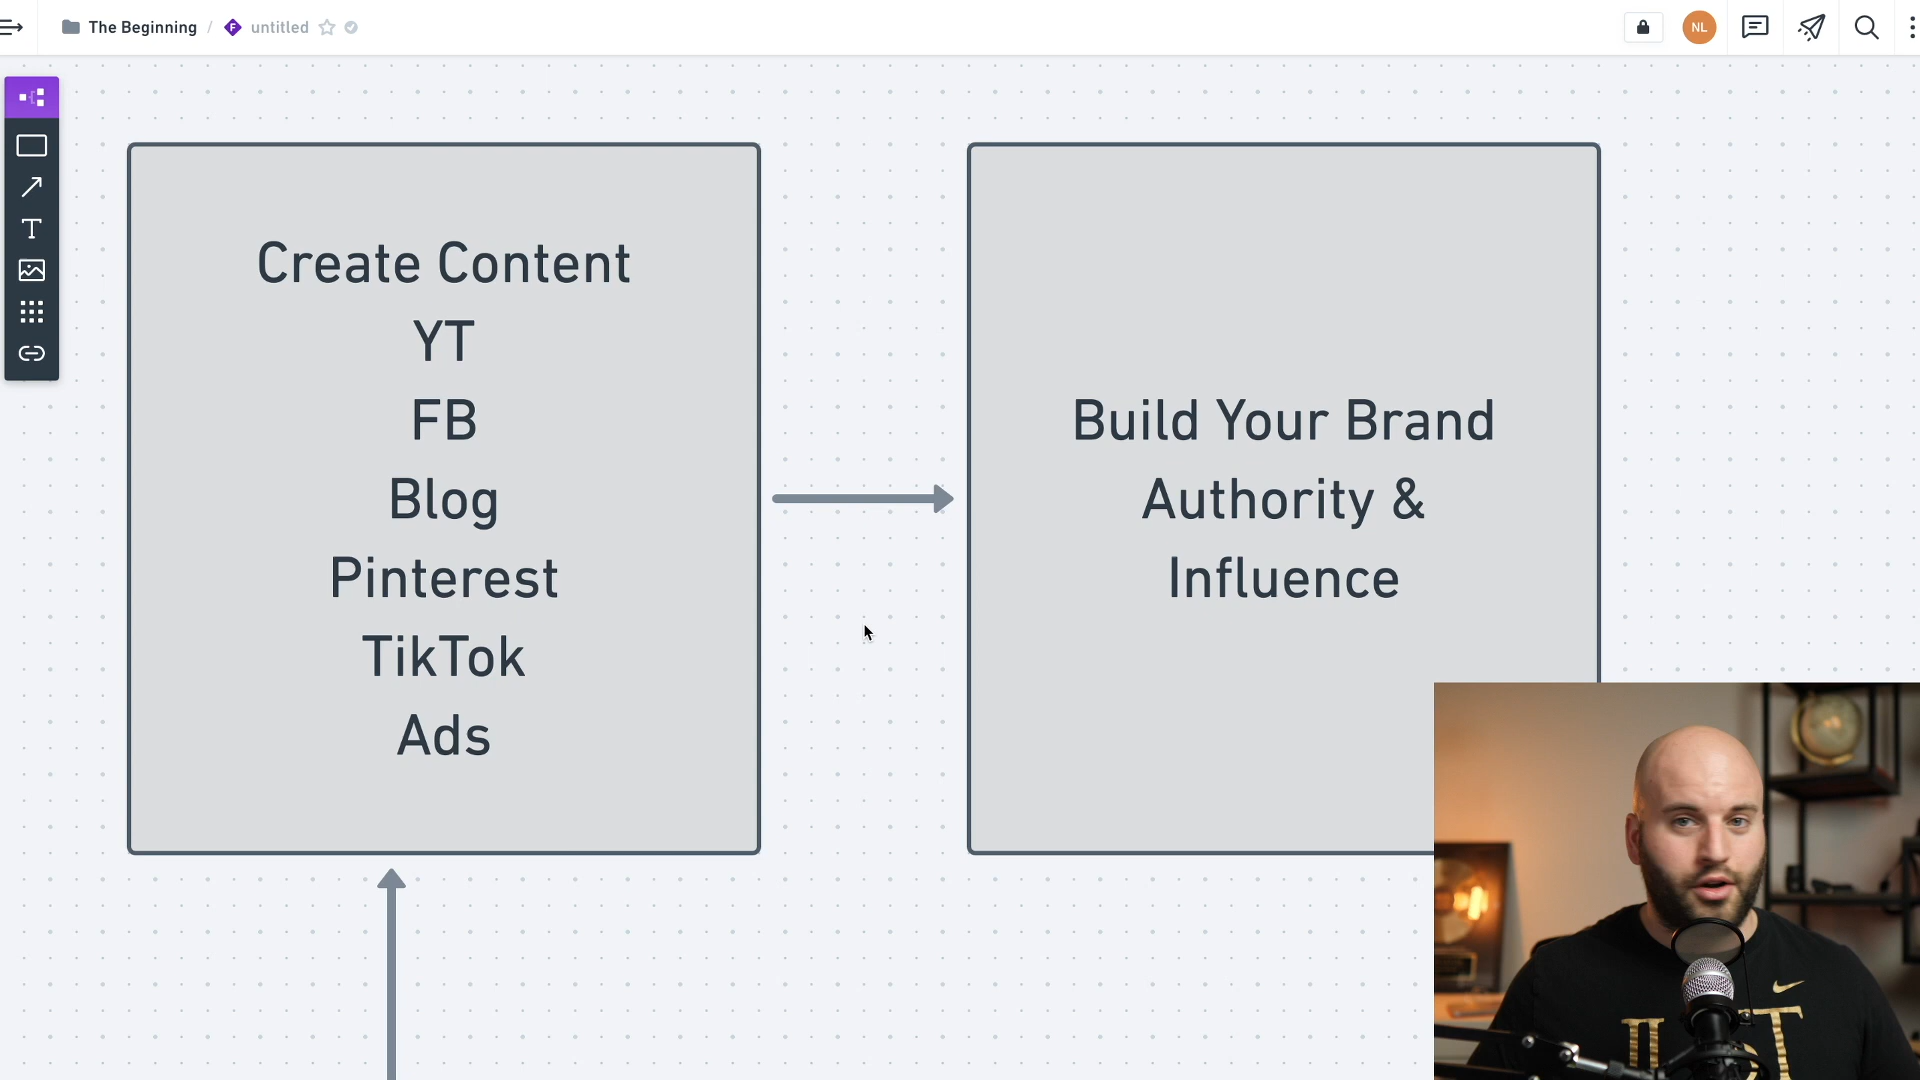 The Beginning / untitled
NL
Create Content
YT
FB
Blog
Pinterest
TikTok
Ads
Build Your Brand
Authority &
Influence